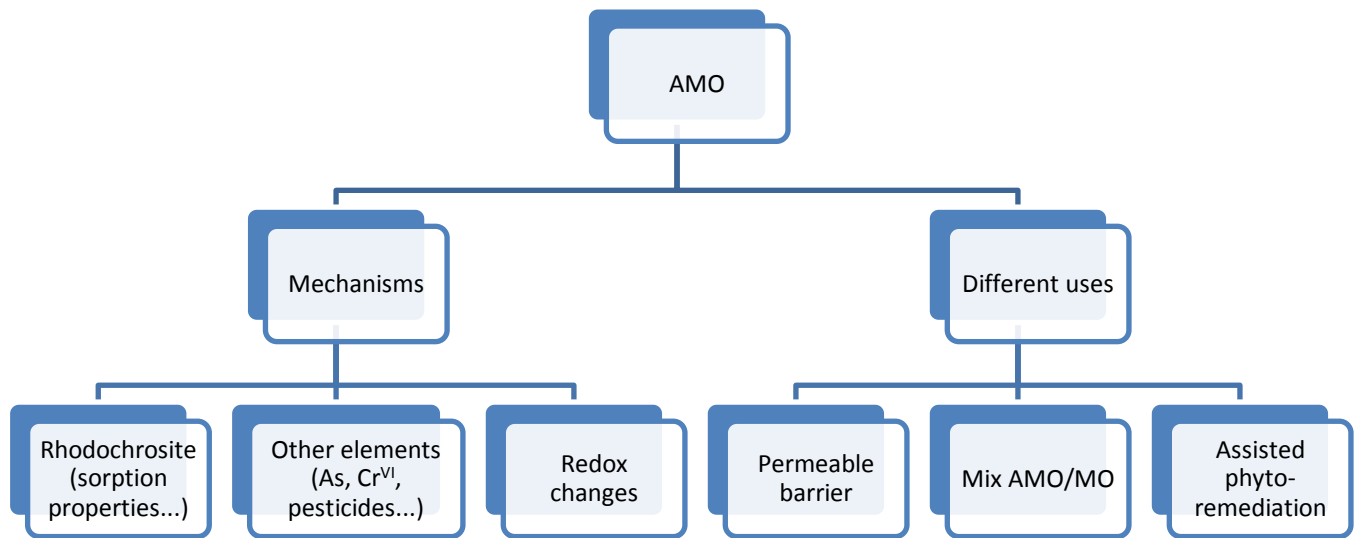 AMO
Mechanisms
Different uses
Rhodochrosite
(sorption
properties...)
Other elements
(As, Cr^VI,
pesticides...)
Redox
changes
Permeable
barrier
Mix AMO/MO
Assisted
phyto-
remediation